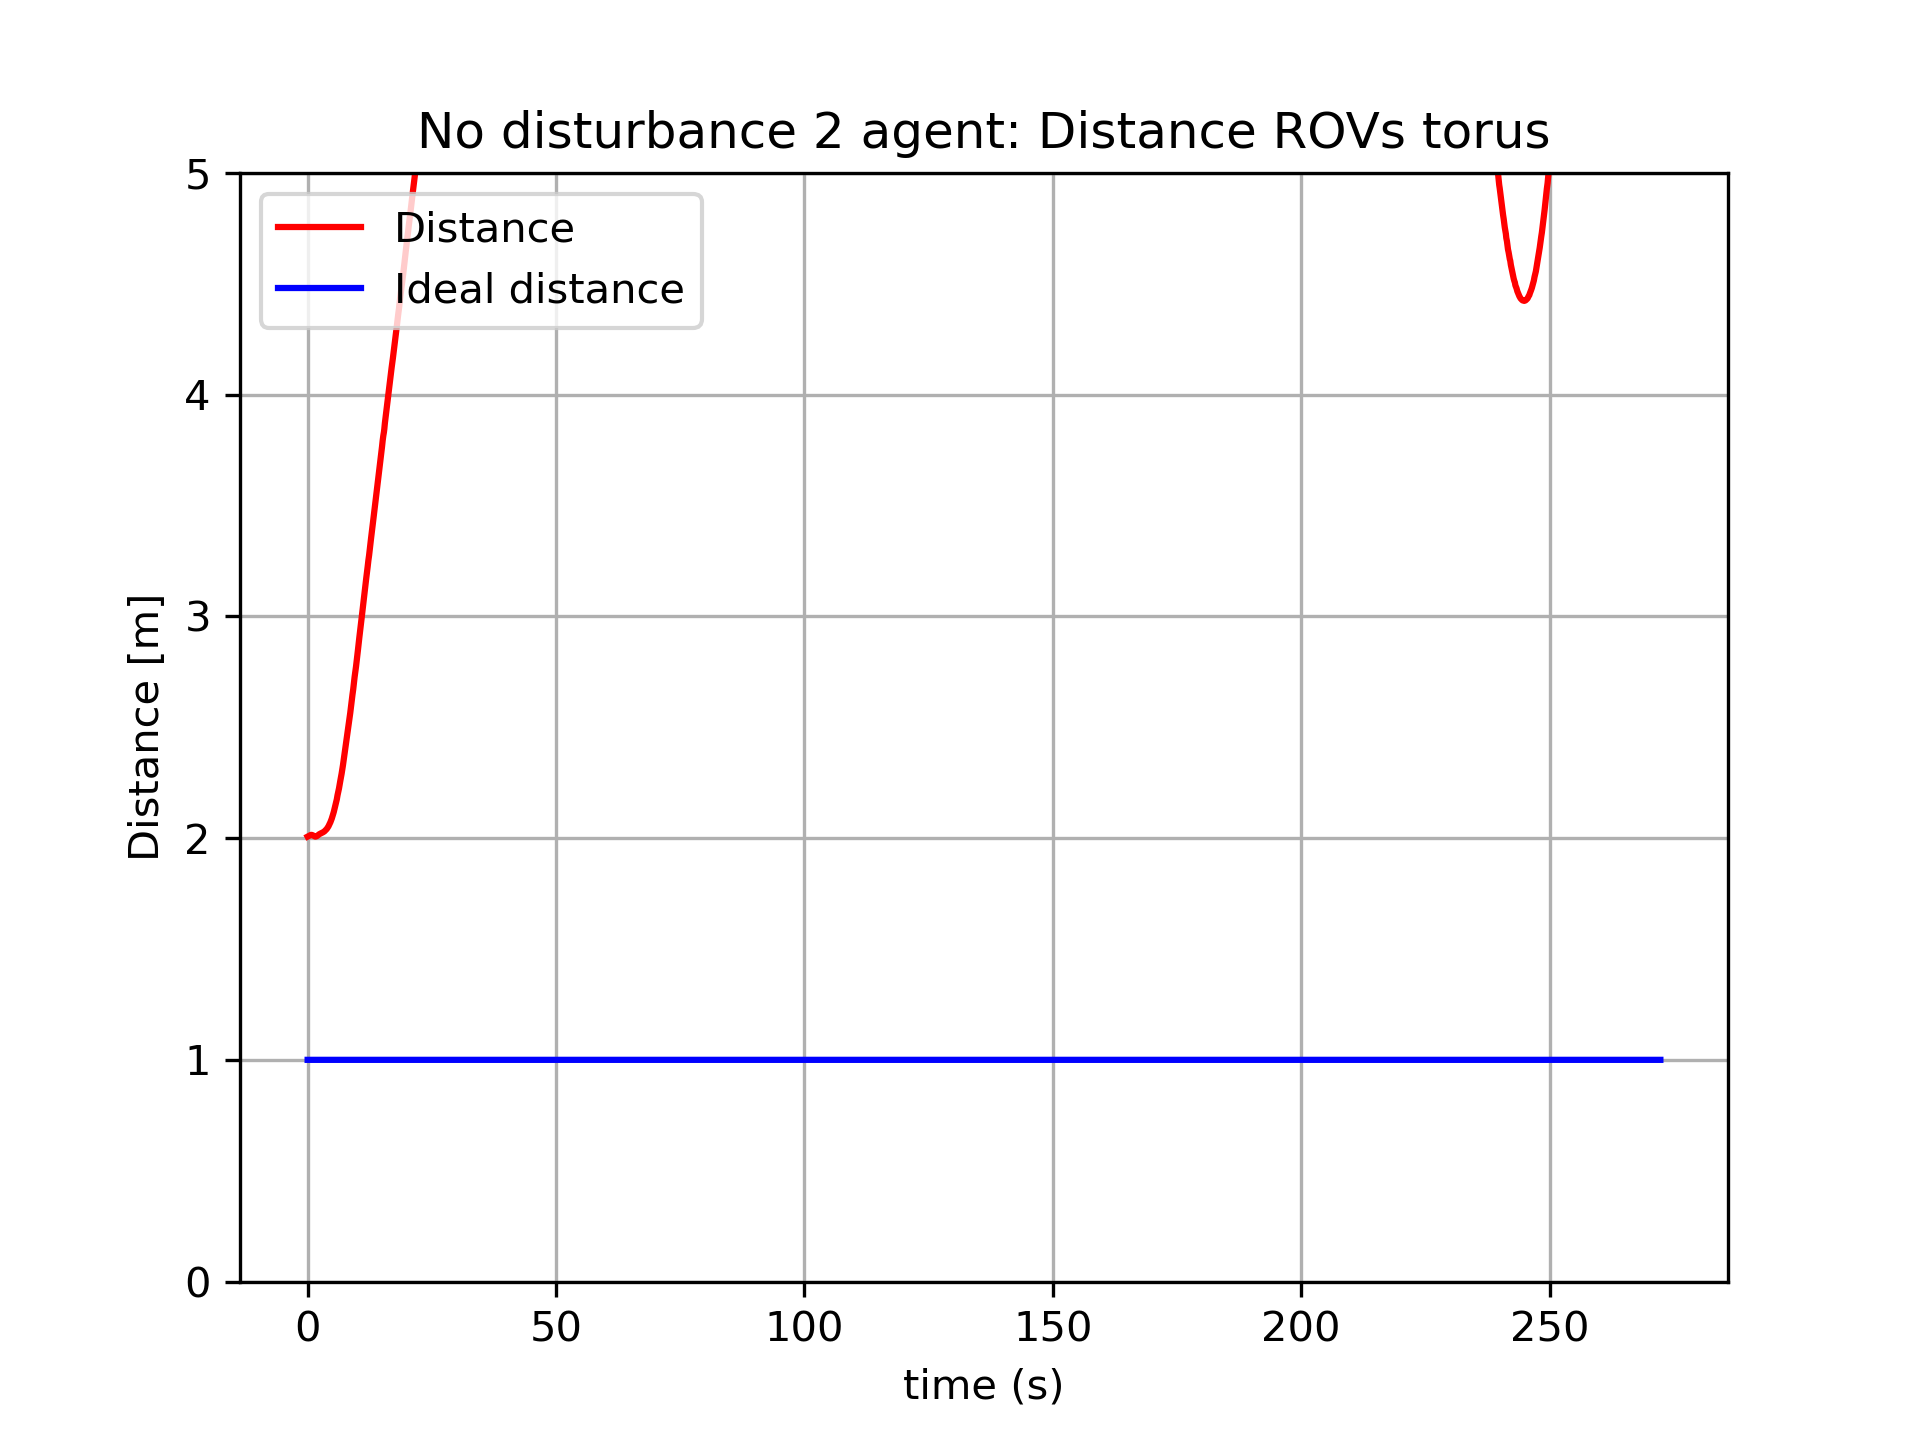 No disturbance 2 agent: Distance ROVs torus
5
Distance
Ideal distance
4
3
2
1
0
Distance [m]
0 50 100 150 200 250
time (s)